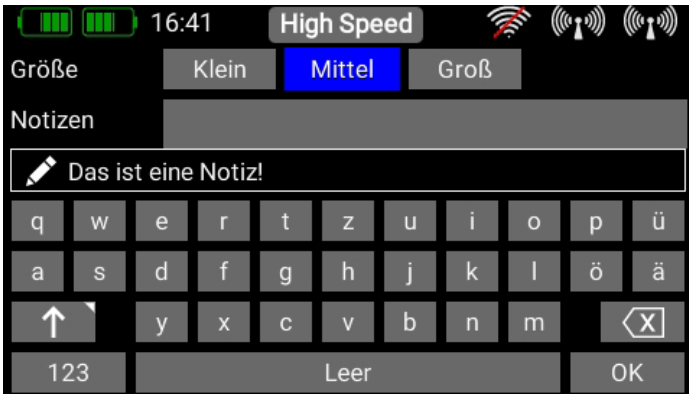 16:41 High Speed
Größe Klein Mittel Groß
Notizen
Das ist eine Notiz!
q w e r t z u i o p ü
a s d f g h j k l ö ä
y x c v b n m X
123 Leer OK